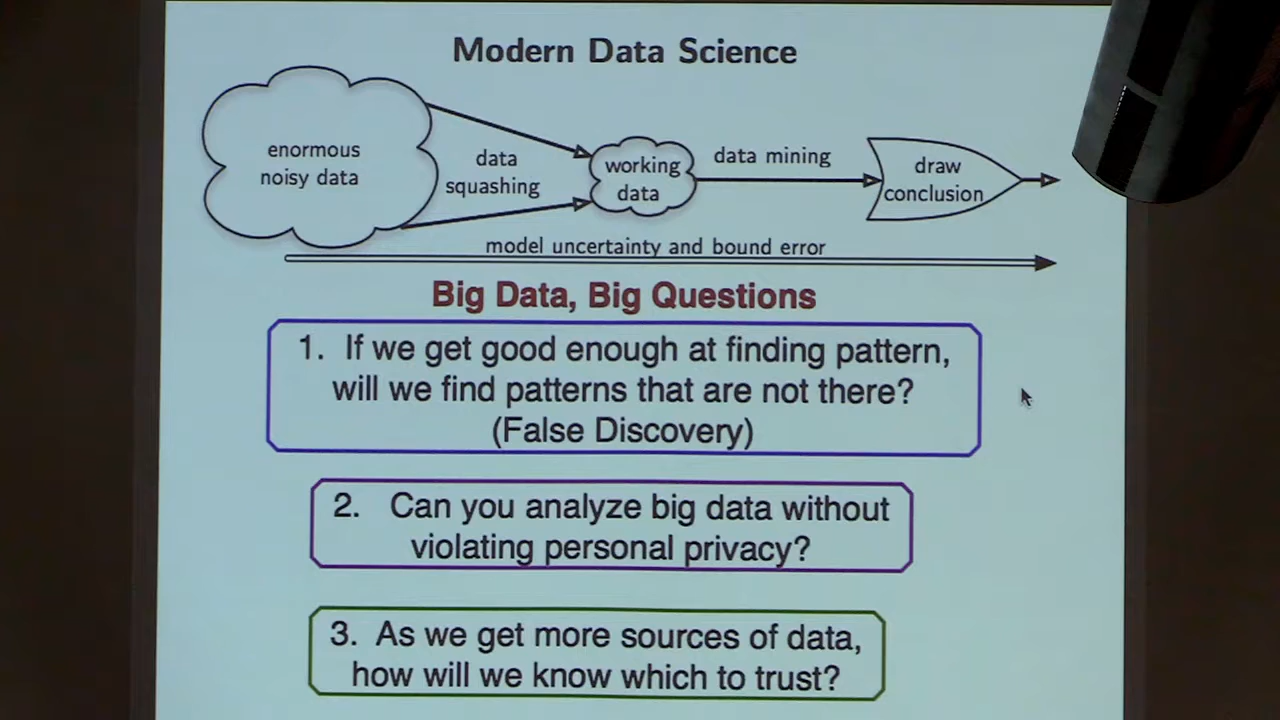 Modern Data Science
enormous
noisy data
data
squashing
working
data
data mining
draw
conclusion
model uncertainty and bound error
Big Data, Big Questions
1. If we get good enough at finding pattern,
will we find patterns that are not there?
(False Discovery)
2. Can you analyze big data without
violating personal privacy?
3. As we get more sources of data,
how will we know which to trust?